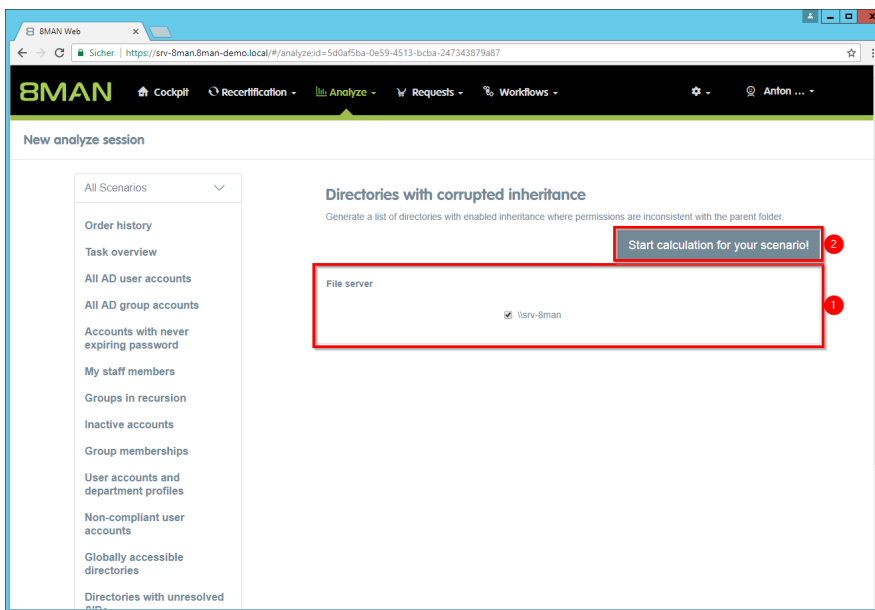 8MAN Web
Sicher | https://srv-8man.8man-demo.local/#/analyze;id=5d0af5ba-0e59-4513-bcba-247343879a87
8MAN Cockpit Recertification Analyze Requests Workflows Anton ...
New analyze session
All Scenarios
Order history
Task overview
All AD user accounts
All AD group accounts
Accounts with never
expiring password
My staff members
Groups in recursion
Inactive accounts
Group memberships
User accounts and
department profiles
Non-compliant user
accounts
Globally accessible
directories
Directories with unresolved
Directories with corrupted inheritance
Generate a list of directories with enabled inheritance where permissions are inconsistent with the parent folder.
Start calculation for your scenario! 2
File server
1
\\srv-8man